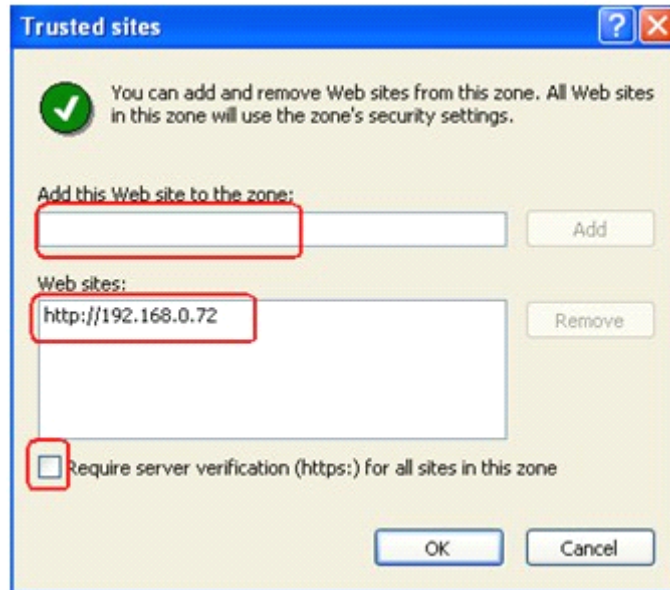 Trusted sites
You can add and remove Web sites from this zone. All Web sites
in this zone will use the zone's security settings.
Add this Web site to the zone:
Add
Web sites:
http://192.168.0.72
Remove
Require server verification (https:) for all sites in this zone
OK
Cancel